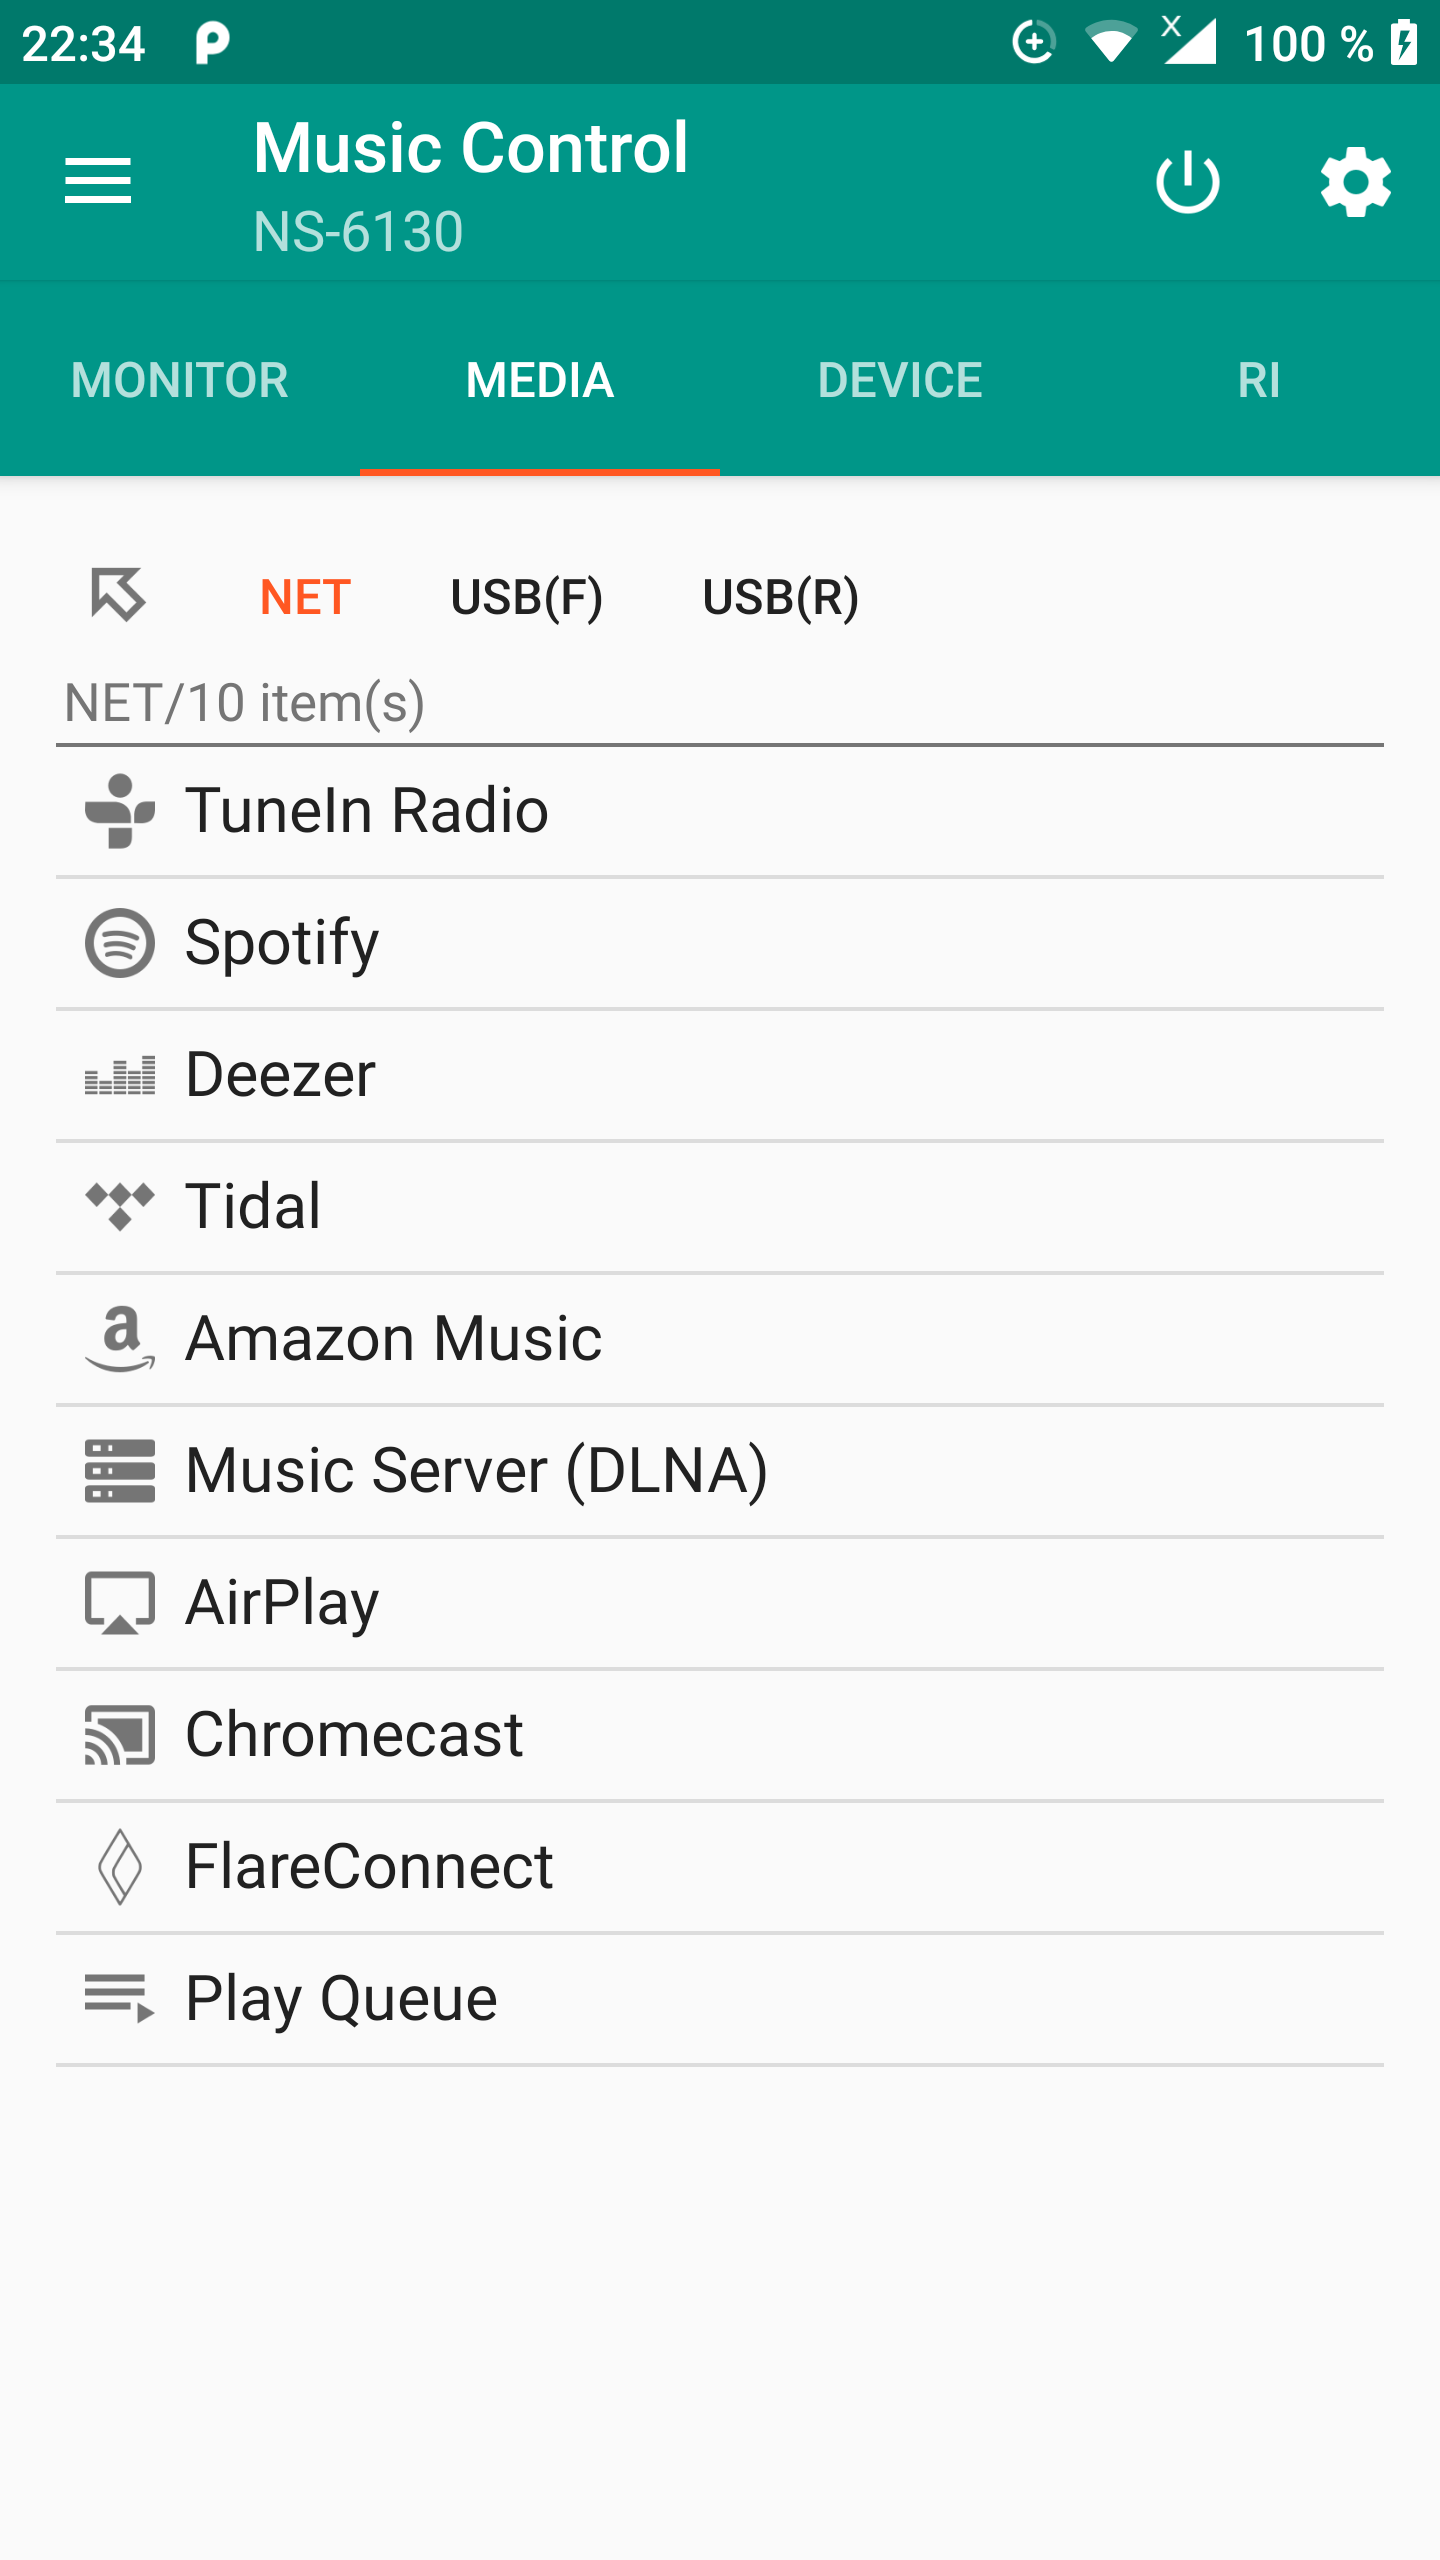 22:34 100 %
Music Control
NS-6130
MONITOR MEDIA DEVICE RI
NET USB(F) USB(R)
NET/10 item(s)
TuneIn Radio
Spotify
Deezer
Tidal
Amazon Music
Music Server (DLNA)
AirPlay
Chromecast
FlareConnect
Play Queue